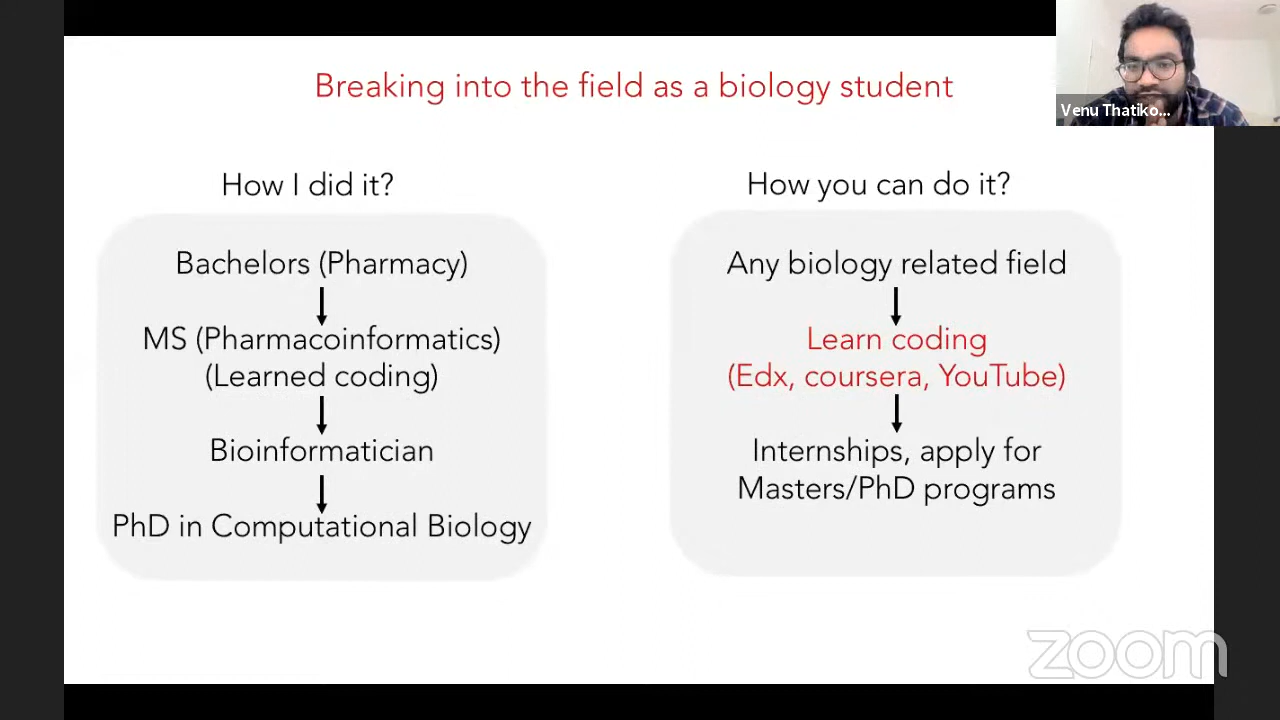 Breaking into the field as a biology student
Venu Thatiko...
How I did it?
Bachelors (Pharmacy)
MS (Pharmacoinformatics)
(Learned coding)
Bioinformatician
PhD in Computational Biology
How you can do it?
Any biology related field
Learn coding
(Edx, coursera, YouTube)
Internships, apply for
Masters/PhD programs
zoom